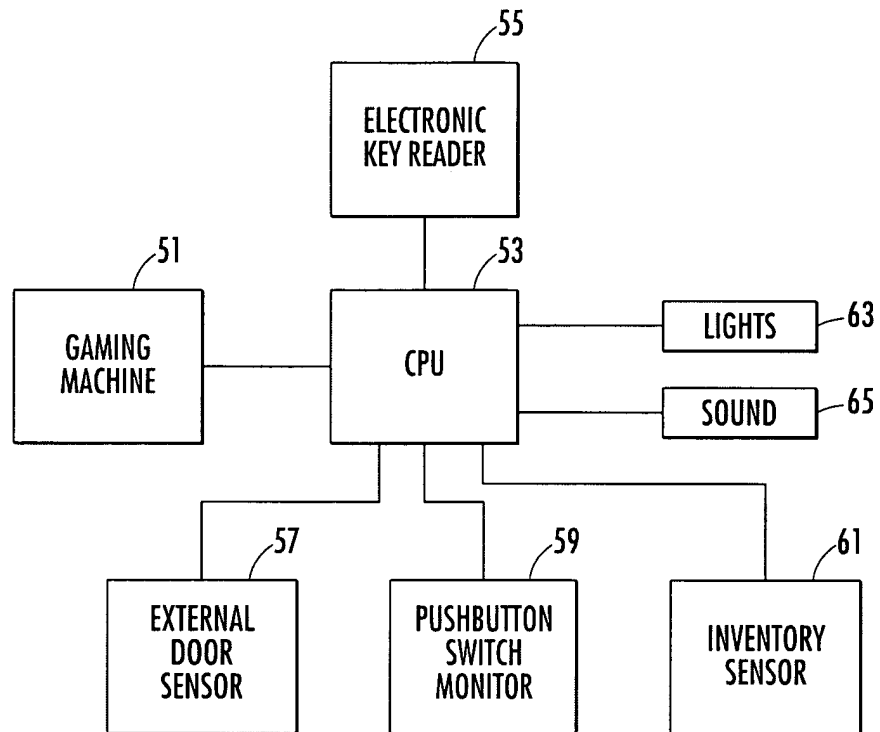 55
ELECTRONIC
KEY READER
51
53
GAMING
MACHINE
CPU
LIGHTS
63
SOUND
65
57
59
61
EXTERNAL
DOOR
SENSOR
PUSHBUTTON
SWITCH
MONITOR
INVENTORY
SENSOR